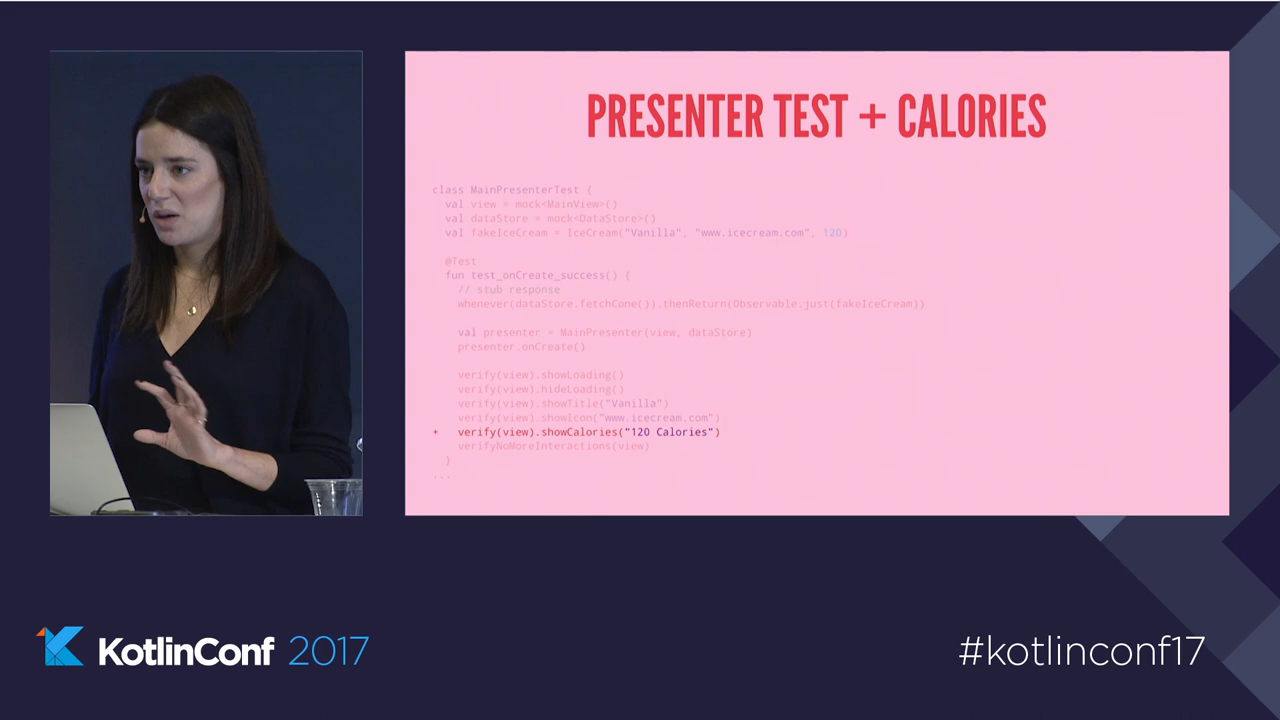 PRESENTER TEST + CALORIES
class MainPresenterTest {
val view = mock<MainView>()
val dataStore = mock<DataStore>()
val fakeIceCream = IceCream("Vanilla", "www.icecream.com", 120)
@Test
fun test_onCreate_success() {
// stub response
whenever(dataStore.fetchCone()).thenReturn(Observable.just(fakeIceCream))
val presenter = MainPresenter(view, dataStore)
presenter.onCreate()
verify(view).showLoading()
verify(view).hideLoading()
verify(view).showTitle("Vanilla")
verify(view).showIcon("www.icecream.com")
+ verify(view).showCalories("120 Calories")
verifyNoMoreInteractions(view)
}
...
KotlinConf 2017
#kotlinconf17